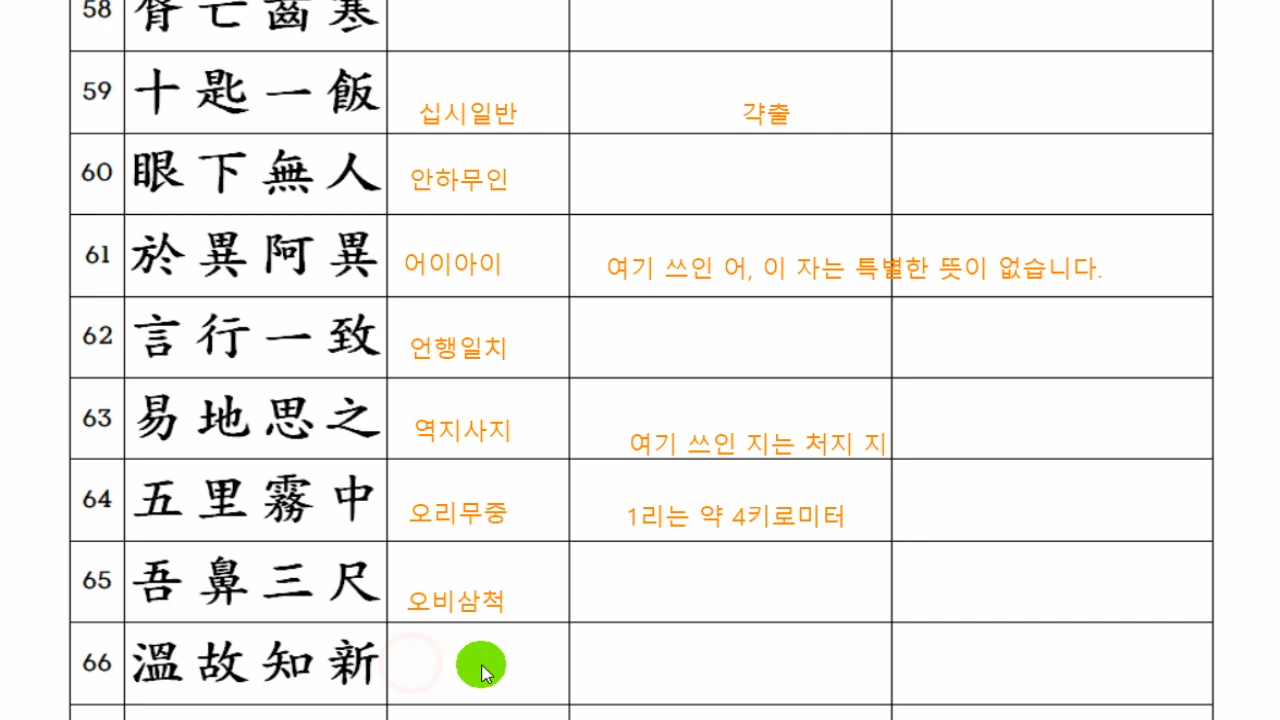 58 脣亡齒寒
59 十匙一飯 십시일반 갹출
60 眼下無人 안하무인
61 於異阿異 어이아이 여기 쓰인 어, 이 자는 특별한 뜻이 없습니다.
62 言行一致 언행일치
63 易地思之 역지사지 여기 쓰인 지는 처지 지
64 五里霧中 오리무중 1리는 약 4키로미터
65 吾鼻三尺 오비삼척
66 溫故知新